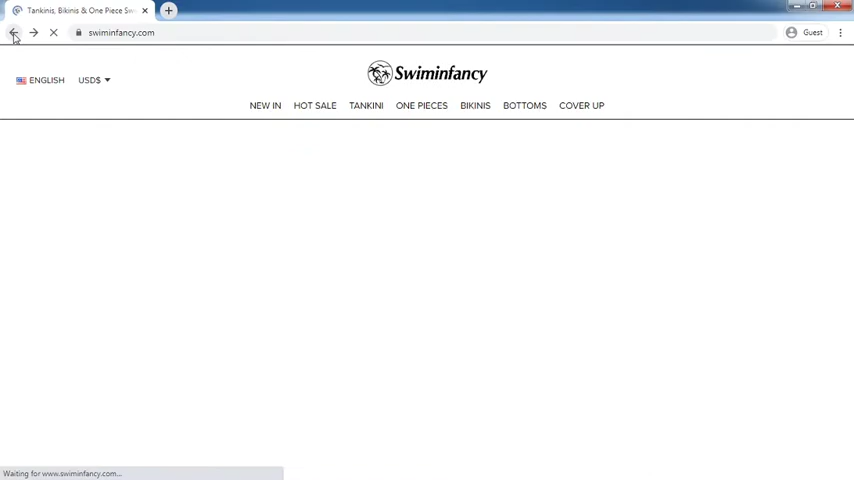 Tankinis, Bikinis & One Piece Sw
swiminfancy.com
Guest
ENGLISH
USD$
Swiminfancy
NEW IN HOT SALE TANKINI ONE PIECES BIKINIS BOTTOMS COVER UP
Waiting for www.swiminfancy.com...